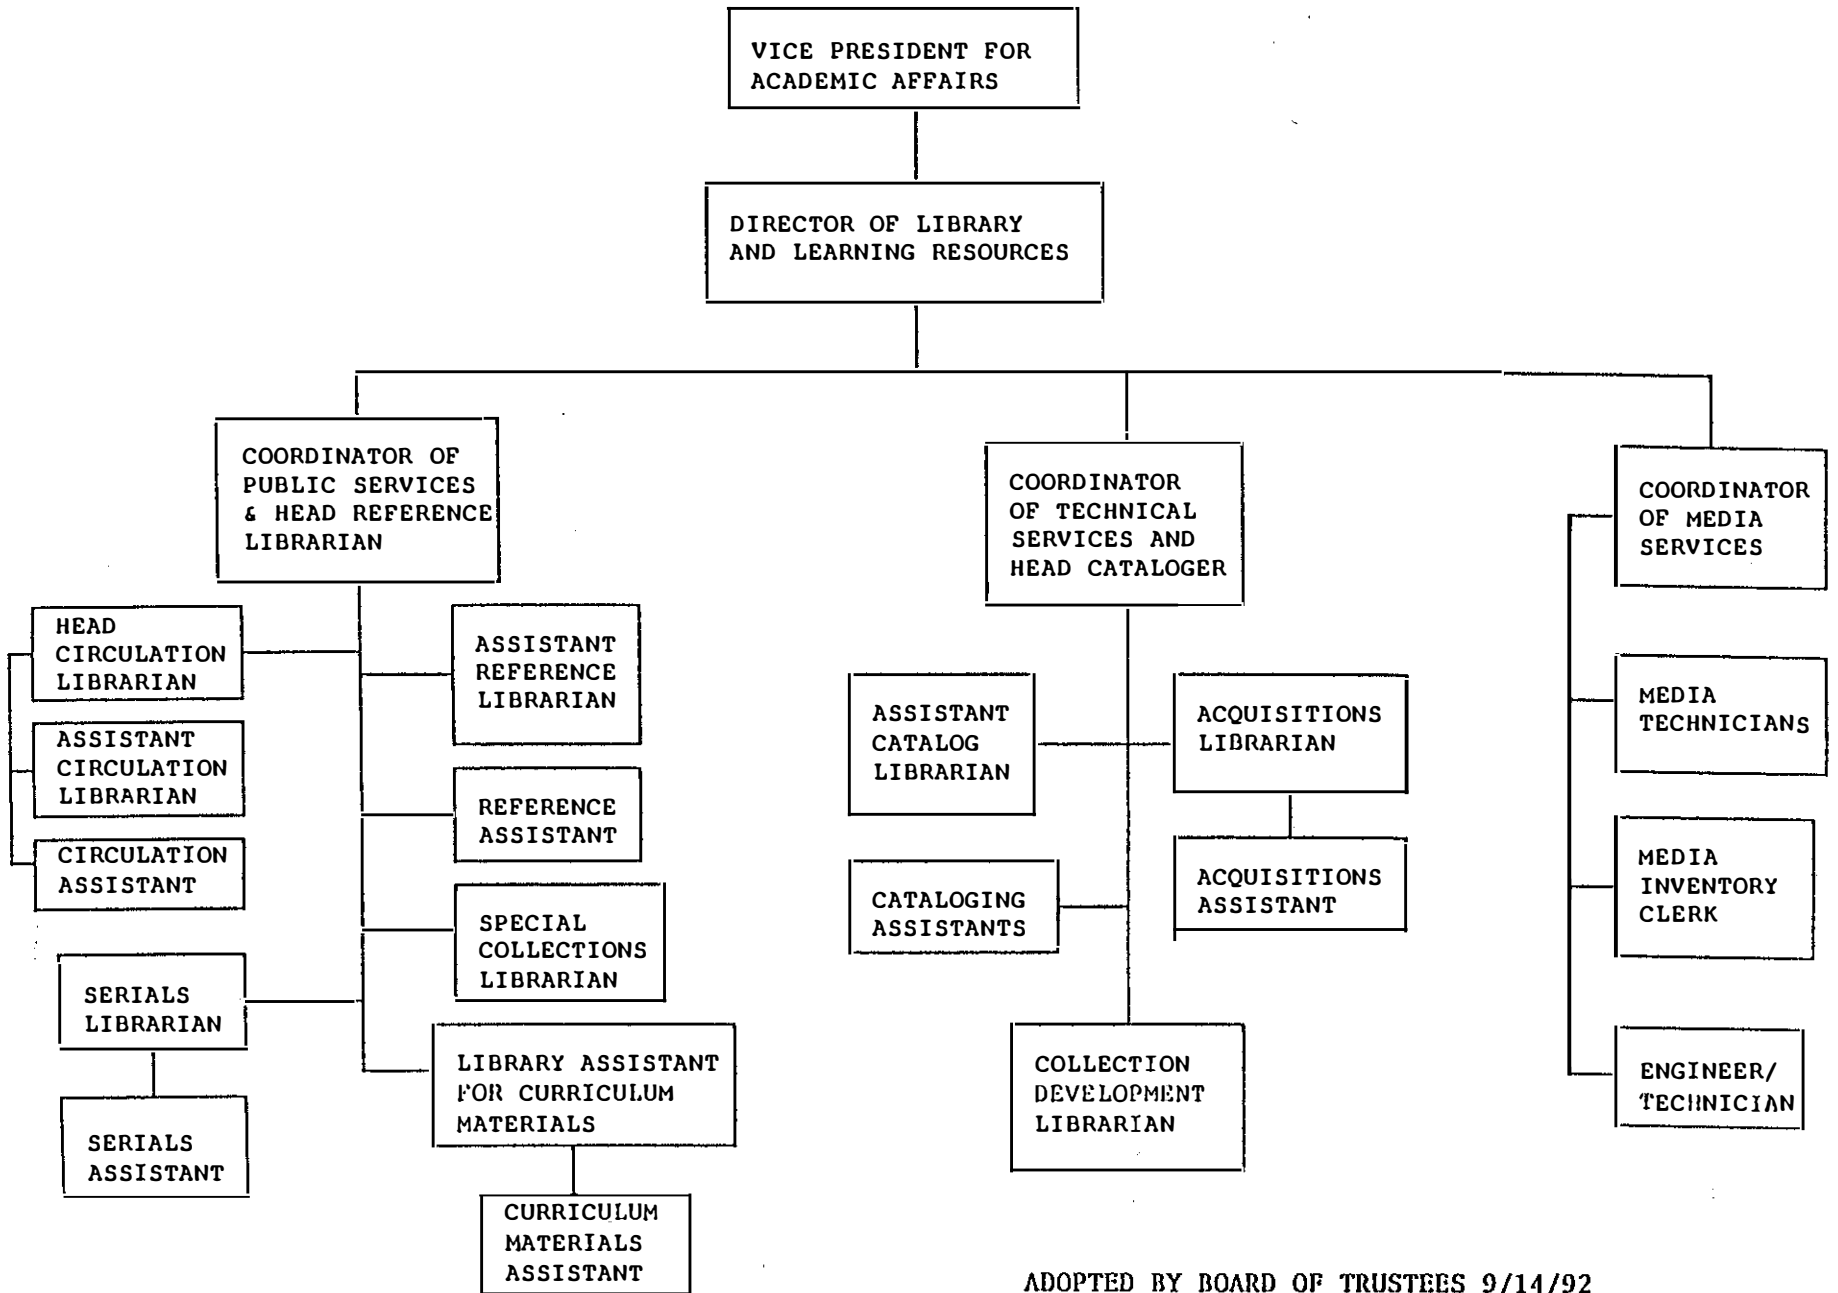 VICE PRESIDENT FOR
ACADEMIC AFFAIRS
DIRECTOR OF LIBRARY
AND LEARNING RESOURCES
COORDINATOR OF
PUBLIC SERVICES
& HEAD REFERENCE
LIBRARIAN
HEAD
CIRCULATION
LIBRARIAN
ASSISTANT
CIRCULATION
LIBRARIAN
CIRCULATION
ASSISTANT
SERIALS
LIBRARIAN
SERIALS
ASSISTANT
ASSISTANT
REFERENCE
LIBRARIAN
REFERENCE
ASSISTANT
SPECIAL
COLLECTIONS
LIBRARIAN
LIBRARY ASSISTANT
FOR CURRICULUM
MATERIALS
CURRICULUM
MATERIALS
ASSISTANT
COORDINATOR
OF TECHNICAL
SERVICES AND
HEAD CATALOGER
ASSISTANT
CATALOG
LIBRARIAN
CATALOGING
ASSISTANTS
ACQUISITIONS
LIBRARIAN
ACQUISITIONS
ASSISTANT
COLLECTION
DEVELOPMENT
LIBRARIAN
COORDINATOR
OF MEDIA
SERVICES
MEDIA
TECHNICIANS
MEDIA
INVENTORY
CLERK
ENGINEER/
TECHNICIAN
ADOPTED BY BOARD OF TRUSTEES 9/14/92